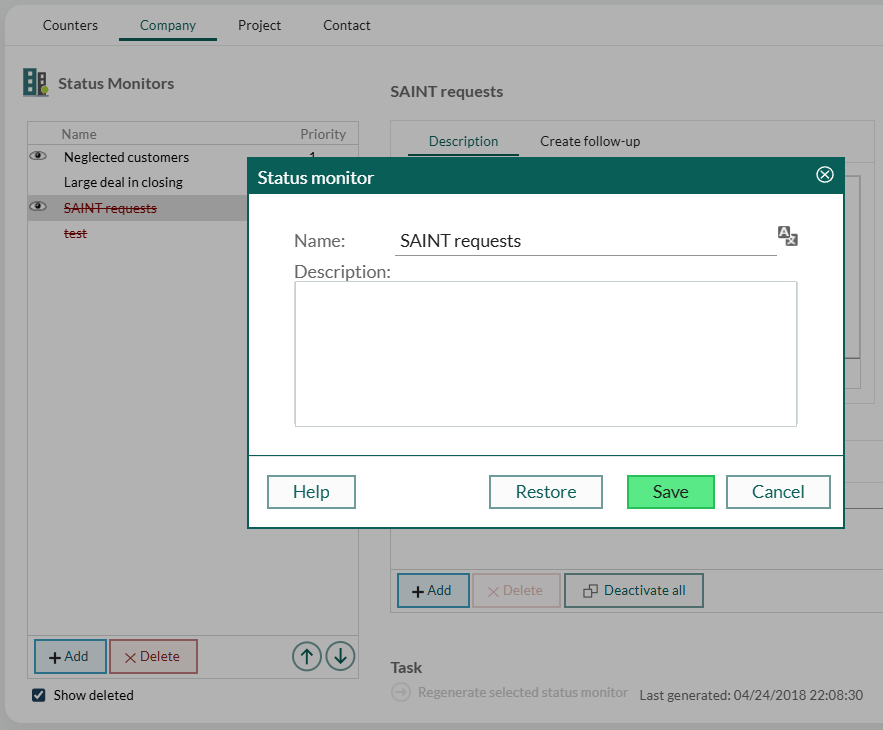 Counters Company Project Contact
Status Monitors
SAINT requests
Name Priority
Description Create follow-up
Neglected customers 1
Large deal in closing
SAINT requests
test
Status monitor
Name: SAINT requests
Description:
Help Restore Save Cancel
+ Add Delete Deactivate all
+ Add Delete
Show deleted
Task
Regenerate selected status monitor Last generated: 04/24/2018 22:08:30